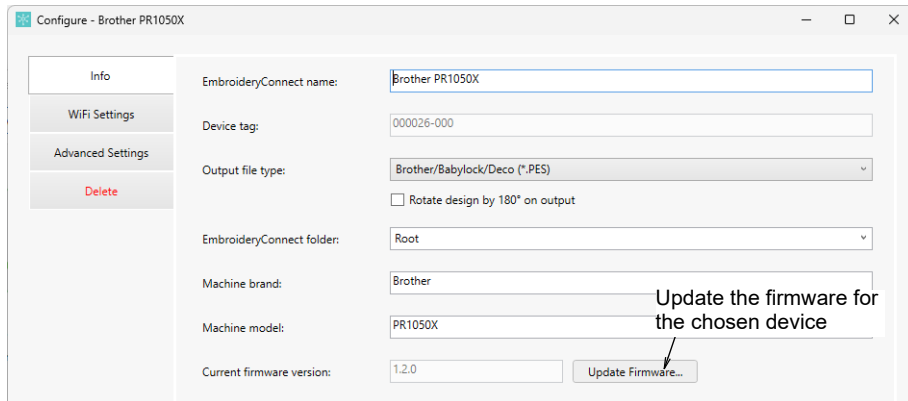 Configure - Brother PR1050X
Info
WiFi Settings
Advanced Settings
Delete
EmbroideryConnect name:
Brother PR1050X
Device tag:
000026-000
Output file type:
Brother/Babylock/Deco (*.PES)
Rotate design by 180° on output
EmbroideryConnect folder:
Root
Machine brand:
Brother
Machine model:
PR1050X
Update the firmware for
the chosen device
Current firmware version:
1.2.0
Update Firmware...